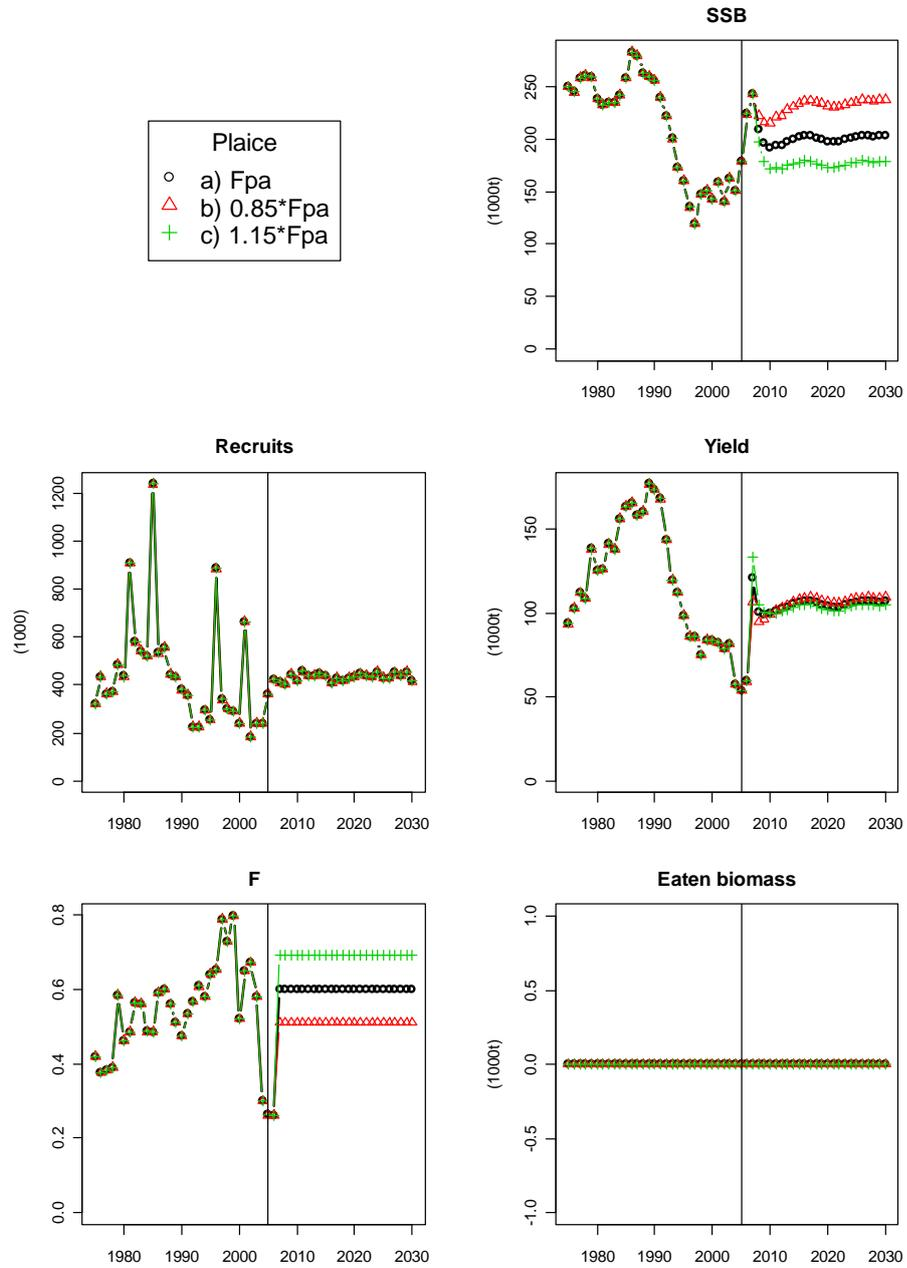 Plaice
a) Fpa
b) 0.85*Fpa
c) 1.15*Fpa
SSB
(1000t)
0 50 100 150 200 250
1980 1990 2000 2010 2020 2030
Recruits
(1000)
0 200 400 600 800 1000 1200
1980 1990 2000 2010 2020 2030
Yield
(1000t)
0 50 100 150
1980 1990 2000 2010 2020 2030
F
0.0 0.2 0.4 0.6 0.8
1980 1990 2000 2010 2020 2030
Eaten biomass
(1000t)
-1.0 -0.5 0.0 0.5 1.0
1980 1990 2000 2010 2020 2030